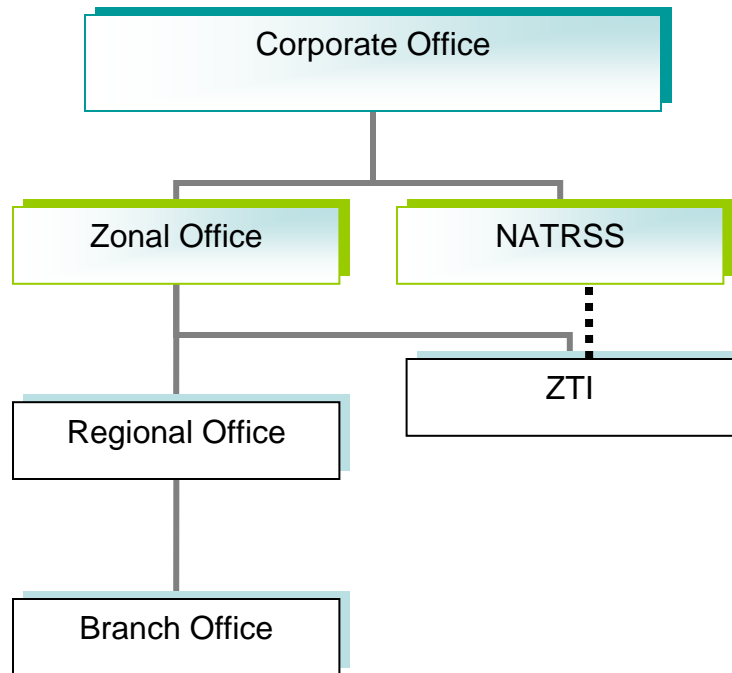 Corporate Office
Zonal Office
NATRSS
ZTI
Regional Office
Branch Office